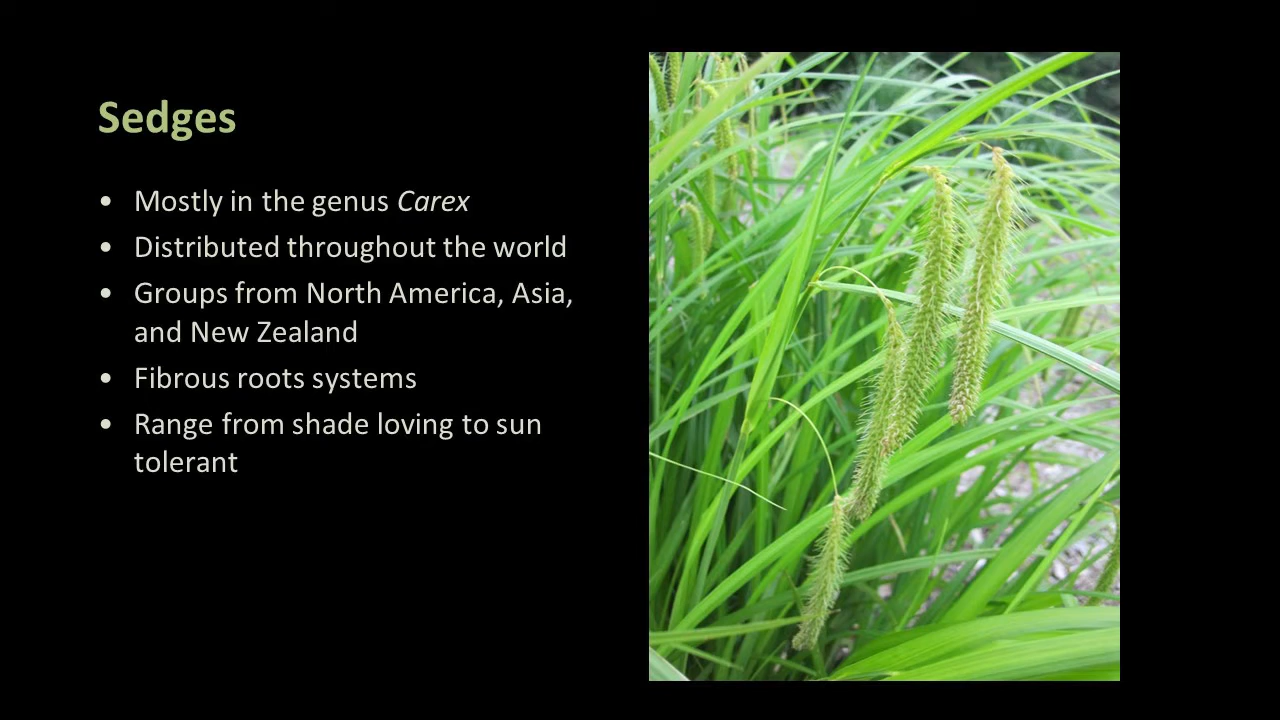 Sedges
• Mostly in the genus Carex
• Distributed throughout the world
• Groups from North America, Asia,
and New Zealand
• Fibrous roots systems
• Range from shade loving to sun
tolerant